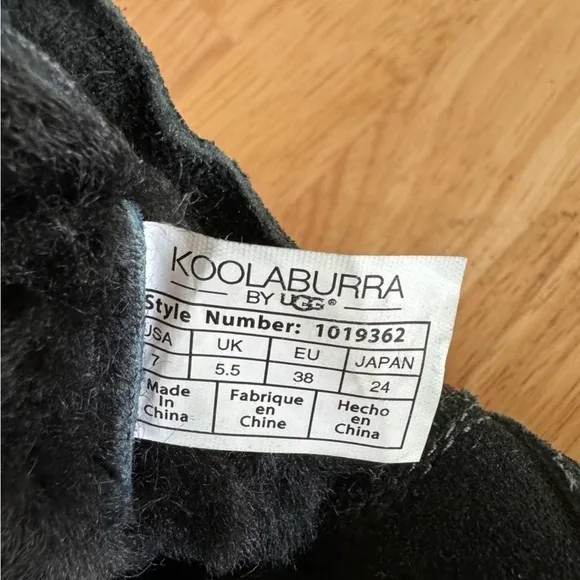 KOOLABURRA
BY UGG®
Style Number: 1019362
USA UK EU JAPAN
7 5.5 38 24
Made Fabrique Hecho
In en en
China Chine China